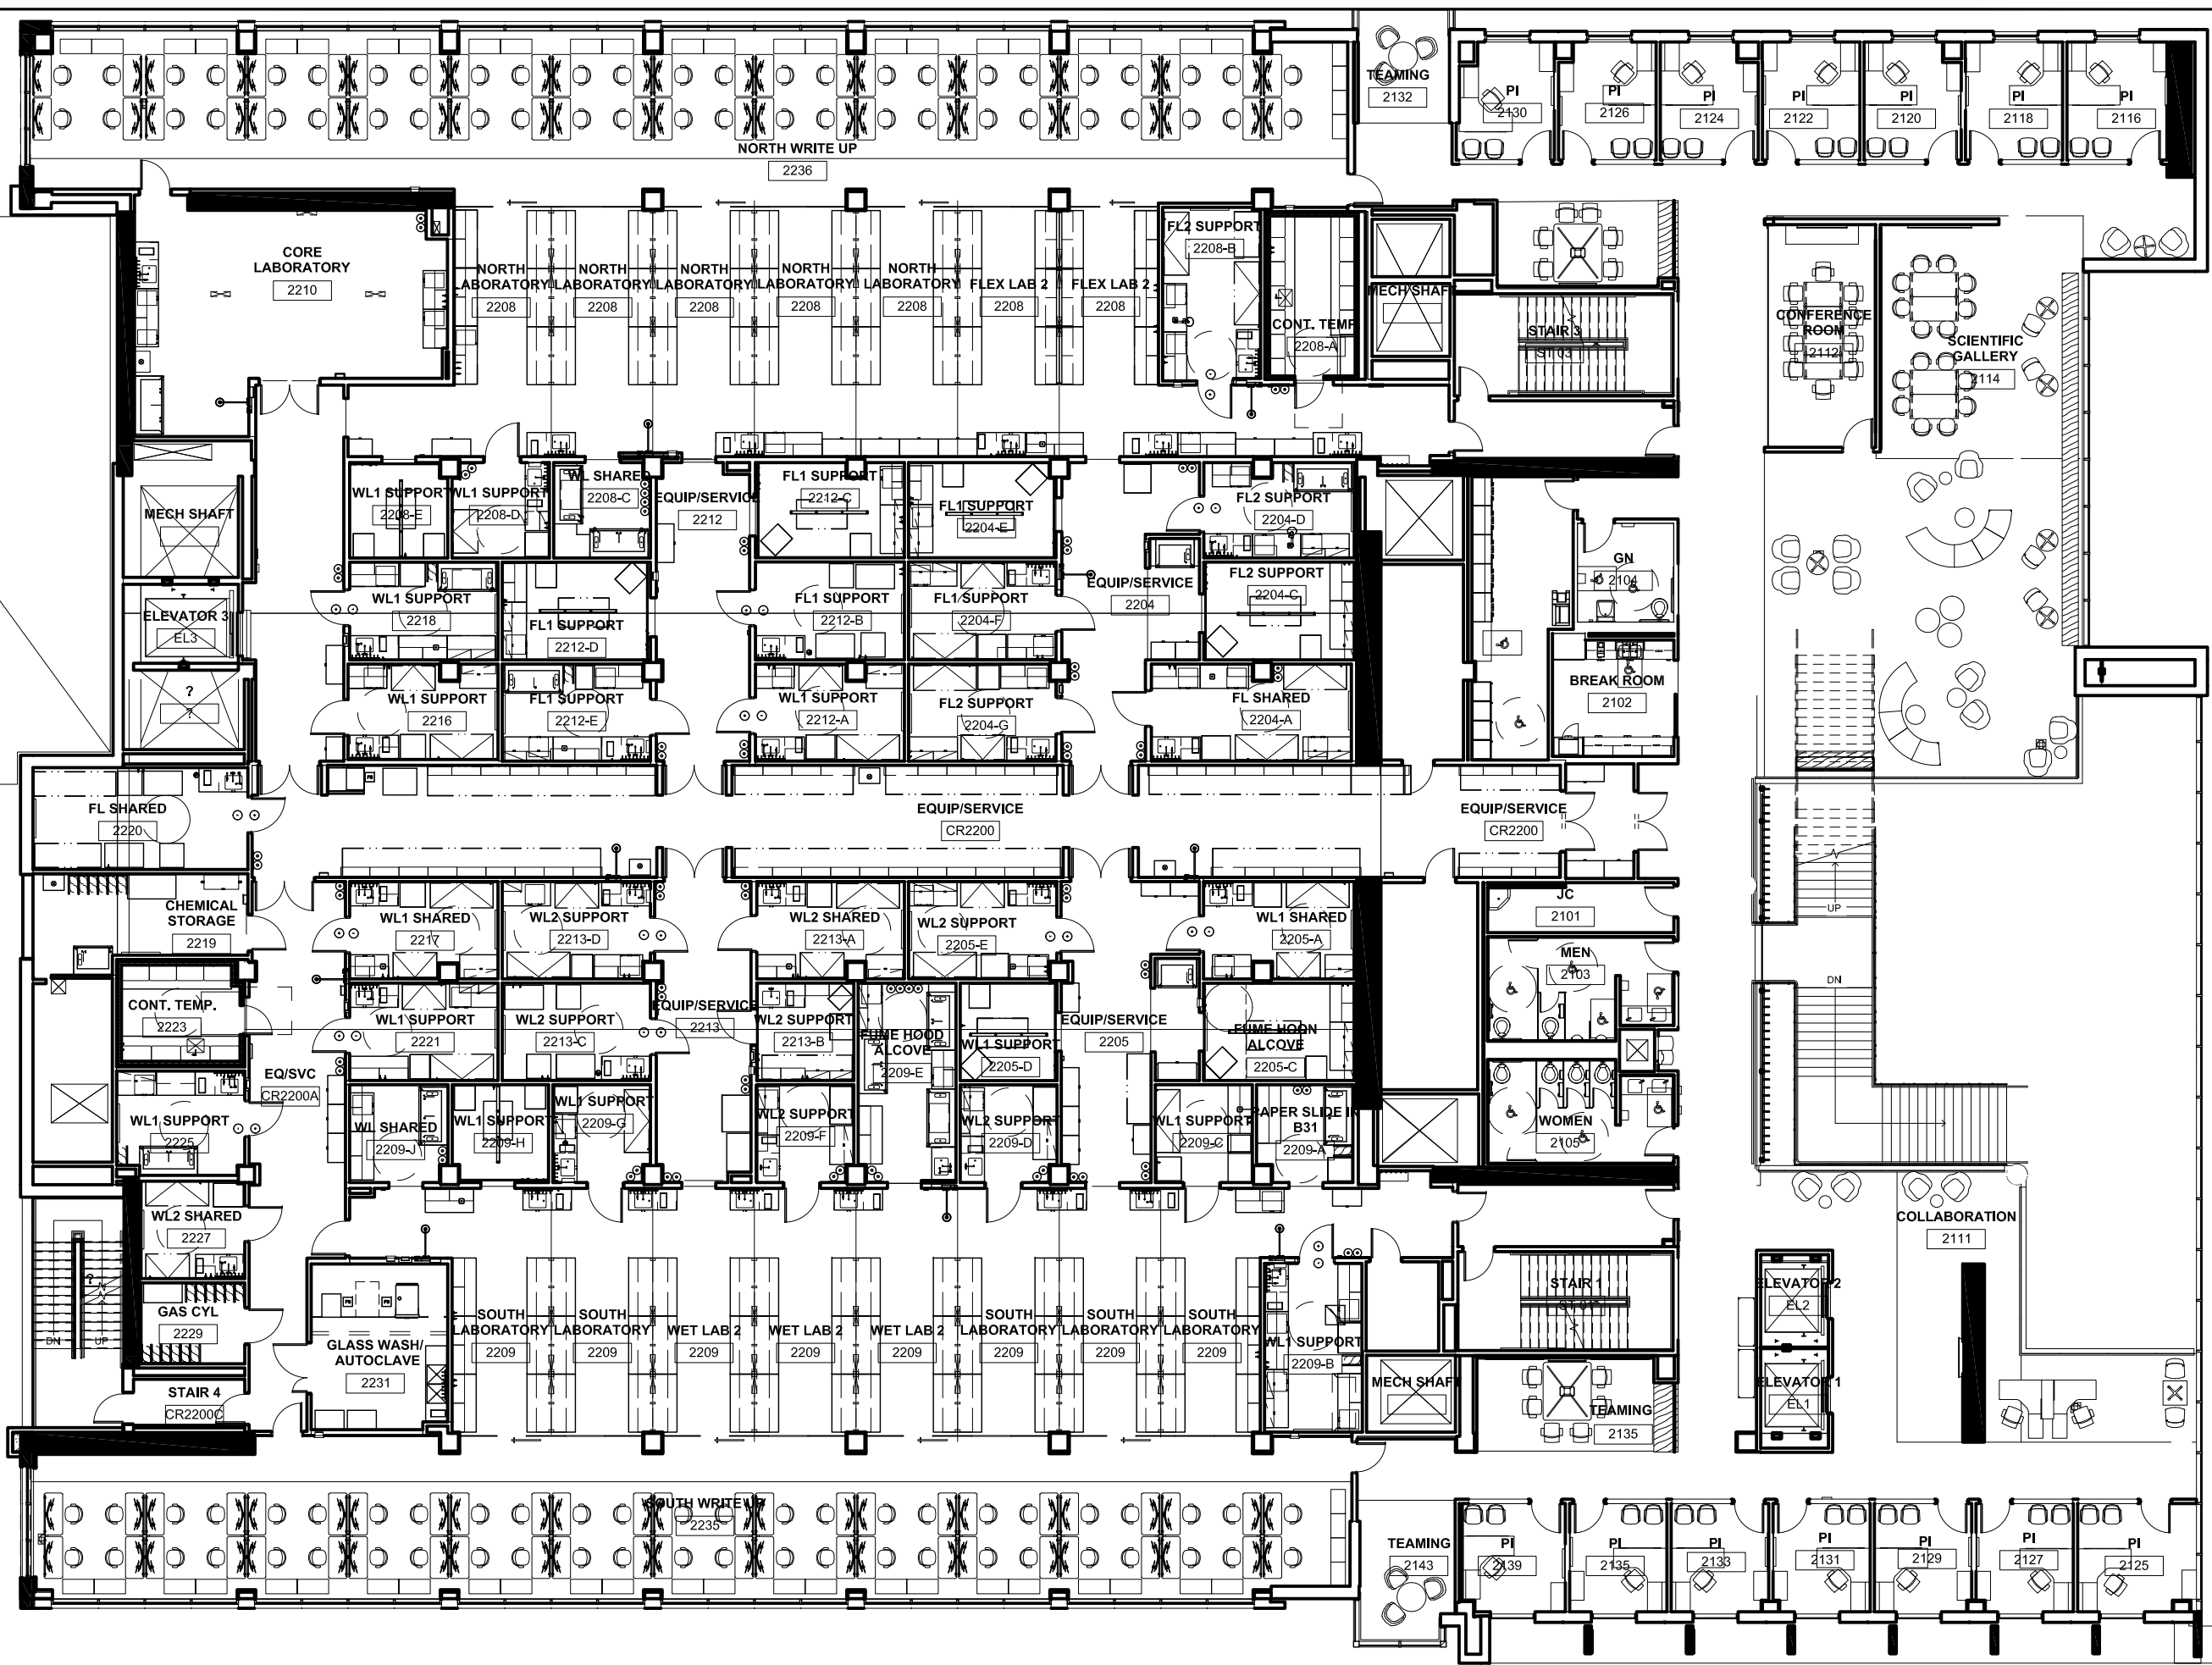 TEAMING
2132
PI
2130
PI
2126
PI
2124
PI
2122
PI
2120
PI
2118
PI
2116
NORTH WRITE UP
2236
CORE
LABORATORY
2210
NORTH
LABORATORY
2208
NORTH
LABORATORY
2208
NORTH
LABORATORY
2208
NORTH
LABORATORY
2208
NORTH
LABORATORY
2208
FLEX LAB 2
2208
FLEX LAB 2
2208
FL2 SUPPORT
2208-B
CONT. TEMP.
2208-A
MECH SHAFT
STAIR 3
ST 03
CONFERENCE
ROOM
2112
SCIENTIFIC
GALLERY
2114
MECH SHAFT
WL1 SUPPORT
2208-E
WL1 SUPPORT
2208-D
WL SHARED
2208-C
EQUIP/SERVICE
2212
FL1 SUPPORT
2212-C
FL1 SUPPORT
2204-E
FL2 SUPPORT
2204-D
GN
2104
ELEVATOR 3
EL3
WL1 SUPPORT
2218
FL1 SUPPORT
2212-D
FL1 SUPPORT
2212-B
FL1 SUPPORT
2204-F
EQUIP/SERVICE
2204
FL2 SUPPORT
2204-C
?
?
WL1 SUPPORT
2216
FL1 SUPPORT
2212-E
WL1 SUPPORT
2212-A
FL2 SUPPORT
2204-G
FL SHARED
2204-A
BREAK ROOM
2102
FL SHARED
2220
EQUIP/SERVICE
CR2200
EQUIP/SERVICE
CR2200
UP
CHEMICAL
STORAGE
2219
WL1 SHARED
2217
WL2 SUPPORT
2213-D
WL2 SHARED
2213-A
WL2 SUPPORT
2205-E
WL1 SHARED
2205-A
JC
2101
MEN
2103
DN
CONT. TEMP.
2223
WL1 SUPPORT
2221
WL2 SUPPORT
2213-C
EQUIP/SERVICE
2213
WL2 SUPPORT
2213-B
FUME HOOD
ALCOVE
2209-E
WL1 SUPPORT
2205-D
EQUIP/SERVICE
2205
FUME HOON
ALCOVE
2205-C
EQ/SVC
CR2200A
WL1 SUPPORT
2225
WL SHARED
2209-J
WL1 SUPPORT
2209-H
WL1 SUPPORT
2209-G
WL2 SUPPORT
2209-F
WL2 SUPPORT
2209-D
WL1 SUPPORT
2209-C
PAPER SLIDE IN
B31
2209-A
WOMEN
2105
WL2 SHARED
2227
COLLABORATION
2111
?
DN
UP
GAS CYL
2229
GLASS WASH/
AUTOCLAVE
2231
SOUTH
LABORATORY
2209
SOUTH
LABORATORY
2209
WET LAB 2
2209
WET LAB 2
2209
WET LAB 2
2209
SOUTH
LABORATORY
2209
SOUTH
LABORATORY
2209
SOUTH
LABORATORY
2209
WL1 SUPPORT
2209-B
STAIR 1
ST 01
ELEVATOR 2
EL2
MECH SHAFT
ELEVATOR 1
EL1
STAIR 4
CR2200C
TEAMING
2135
SOUTH WRITE UP
2235
TEAMING
2143
PI
2139
PI
2135
PI
2133
PI
2131
PI
2129
PI
2127
PI
2125